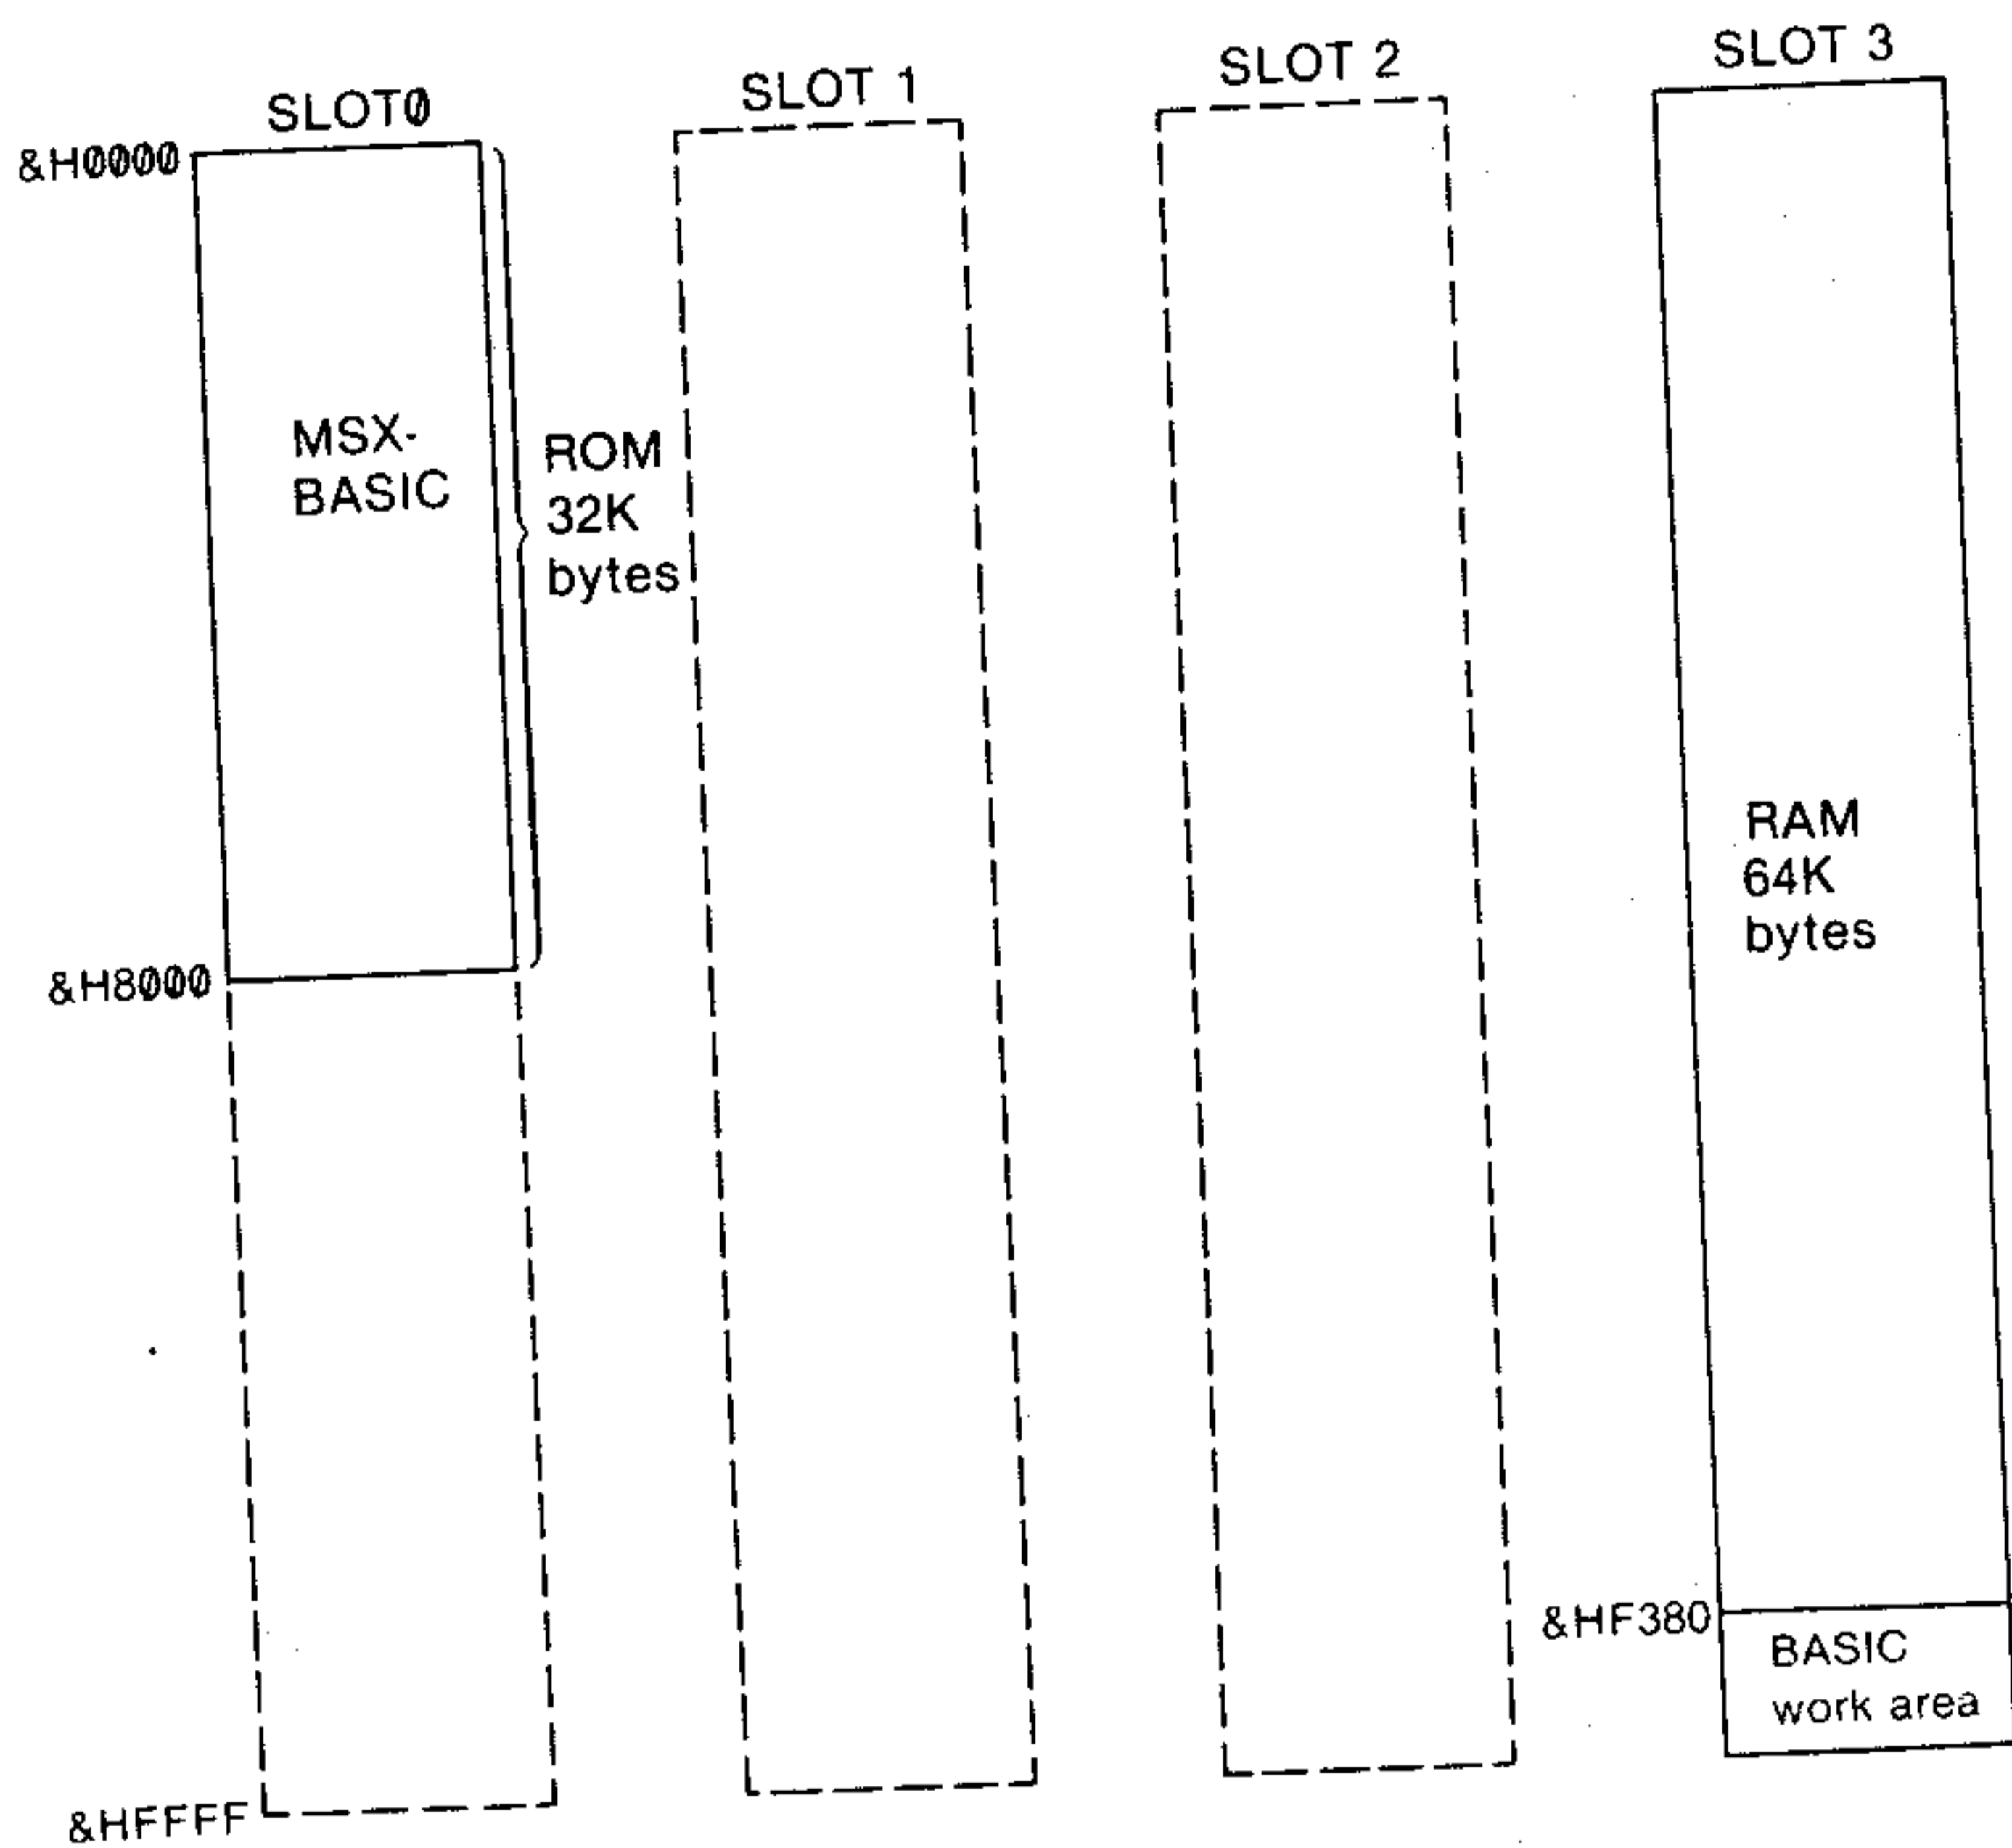 SLOT0
SLOT 1
SLOT 2
SLOT 3
&H0000
MSX-
BASIC
ROM
32K
bytes
RAM
64K
bytes
&H8000
&HF380
BASIC
work area
&HFFFF